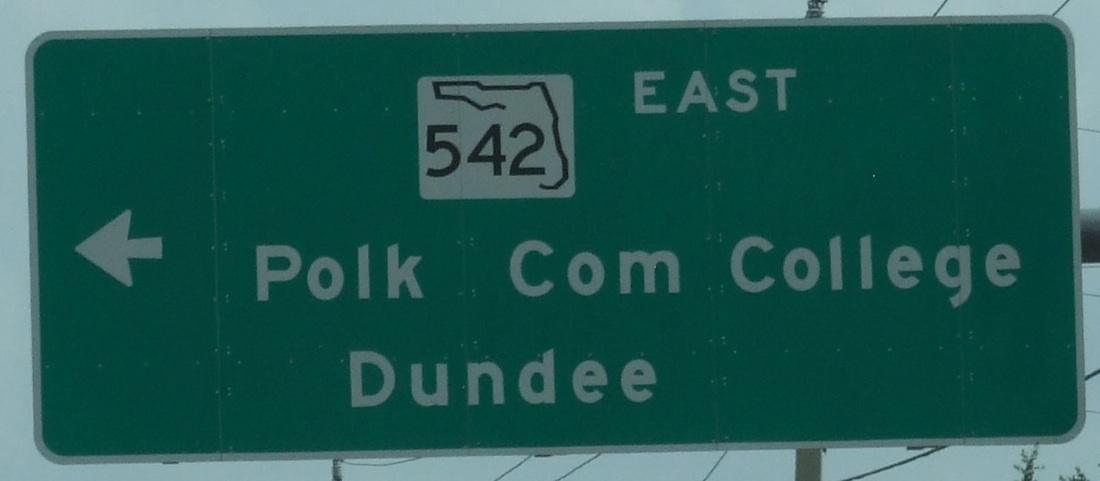 542 EAST
Polk Com College
Dundee